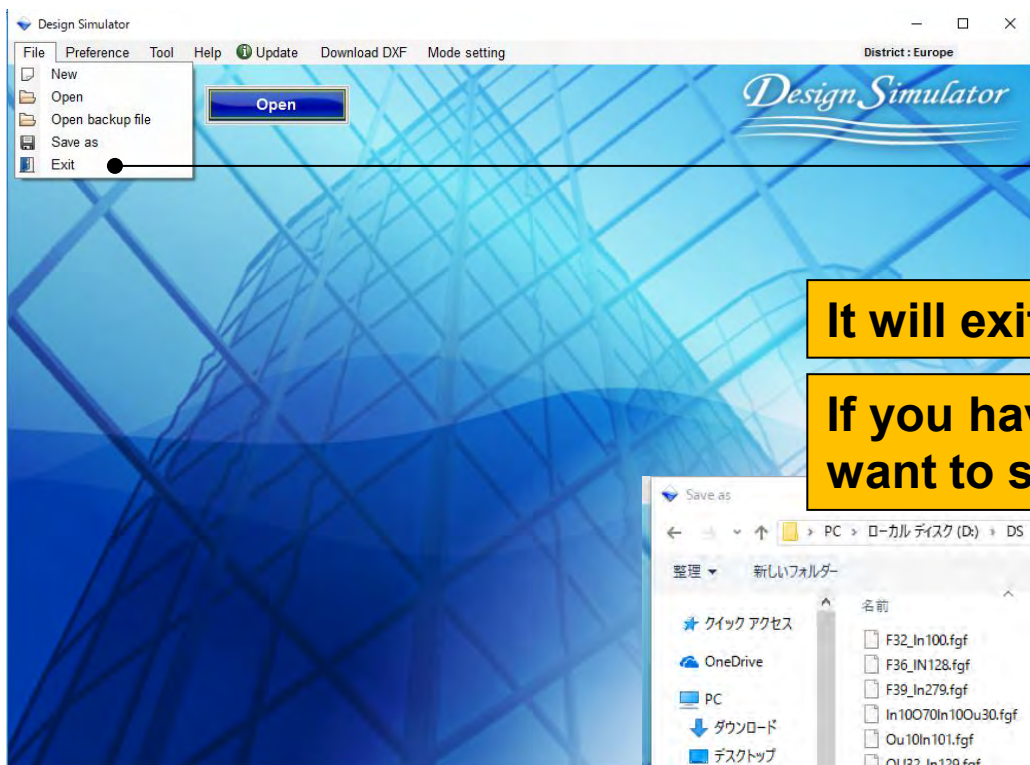 Design Simulator
File Preference Tool Help Update Download DXF Mode setting District : Europe
New
Open
Open backup file
Save as
Exit
Open
Design Simulator
It will exi
If you ha
want to s
Save as
PC › ローカル ディスク (D:) › DS
整理 新しいフォルダー
名前
クイック アクセス
OneDrive
PC
ダウンロード
デスクトップ
F32_In100.fgf
F36_IN128.fgf
F39_In279.fgf
In10O70In10Ou30.fgf
Ou10In101.fgf
OU32_In129.fgf